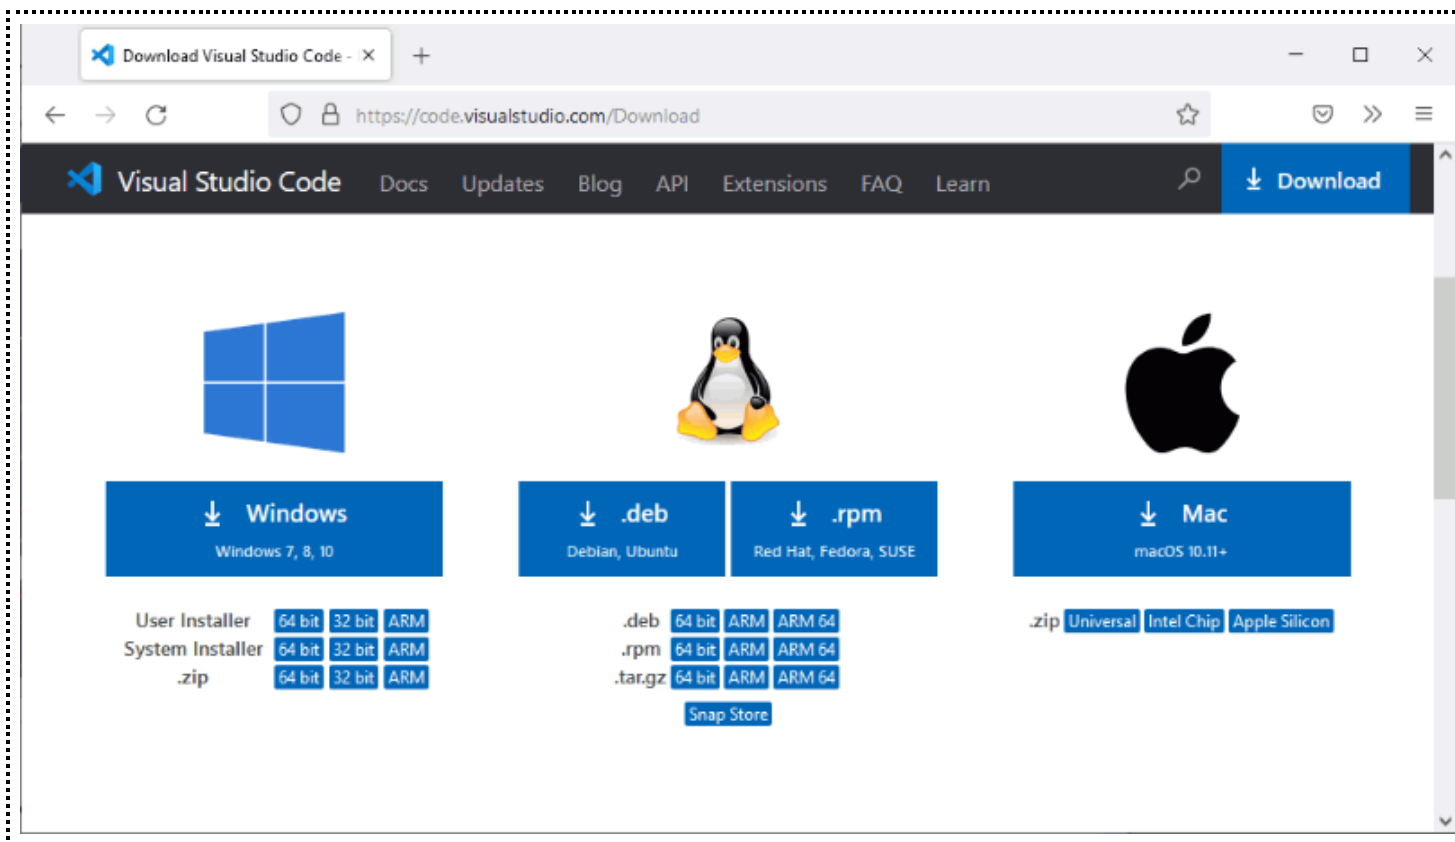 Download Visual Studio Code -
https://code.visualstudio.com/Download
Visual Studio Code Docs Updates Blog API Extensions FAQ Learn Download
Windows
Windows 7, 8, 10
User Installer 64 bit 32 bit ARM
System Installer 64 bit 32 bit ARM
.zip 64 bit 32 bit ARM
.deb
Debian, Ubuntu
.rpm
Red Hat, Fedora, SUSE
.deb 64 bit ARM ARM 64
.rpm 64 bit ARM ARM 64
.tar.gz 64 bit ARM ARM 64
Snap Store
Mac
macOS 10.11+
.zip Universal Intel Chip Apple Silicon